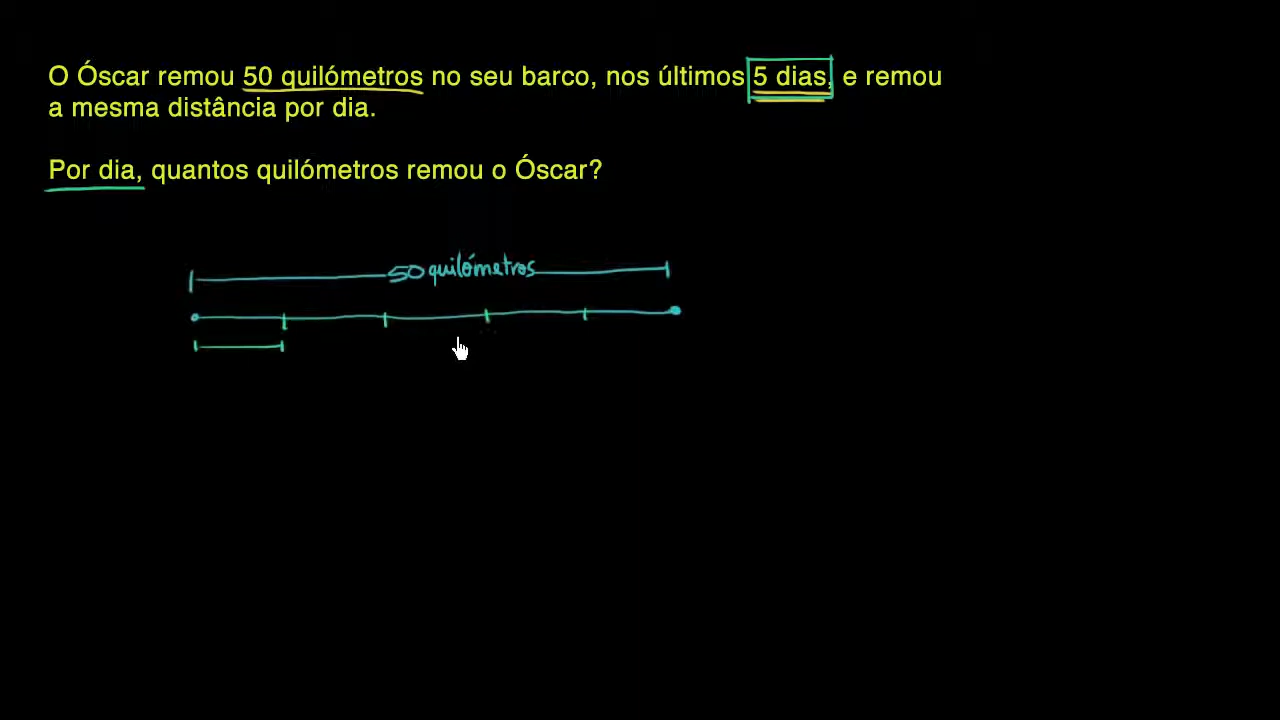 O Óscar remou 50 quilómetros no seu barco, nos últimos 5 dias, e remou
a mesma distância por dia.
Por dia, quantos quilómetros remou o Óscar?
50 quilómetros